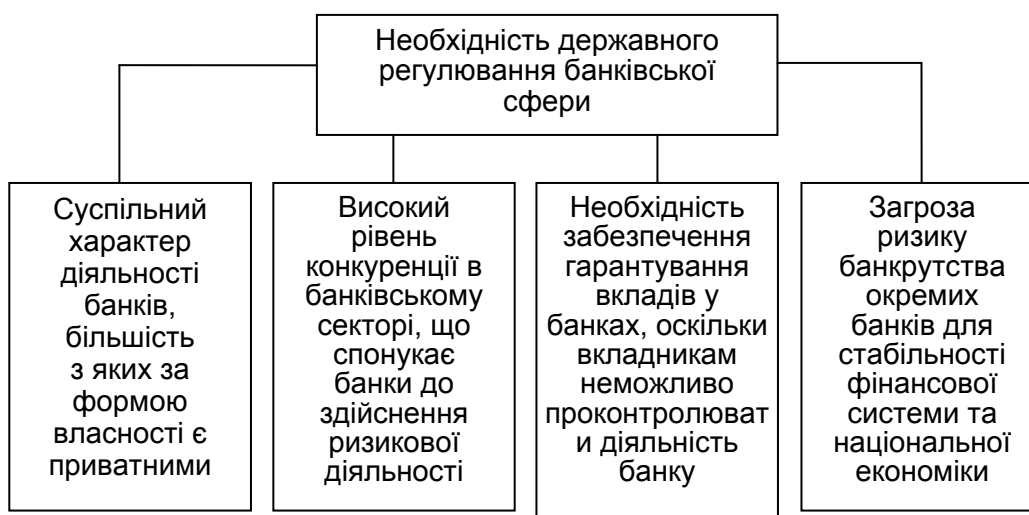 Необхідність державного
регулювання банківської
сфери
Суспільний
характер
діяльності
банків,
більшість
з яких за
формою
власності є
приватними
Високий
рівень
конкуренції в
банківському
секторі, що
спонукає
банки до
здійснення
ризикової
діяльності
Необхідність
забезпечення
гарантування
вкладів у
банках, оскільки
вкладникам
неможливо
проконтролюват
и діяльність
банку
Загроза
ризику
банкрутства
окремих
банків для
стабільності
фінансової
системи та
національної
економіки